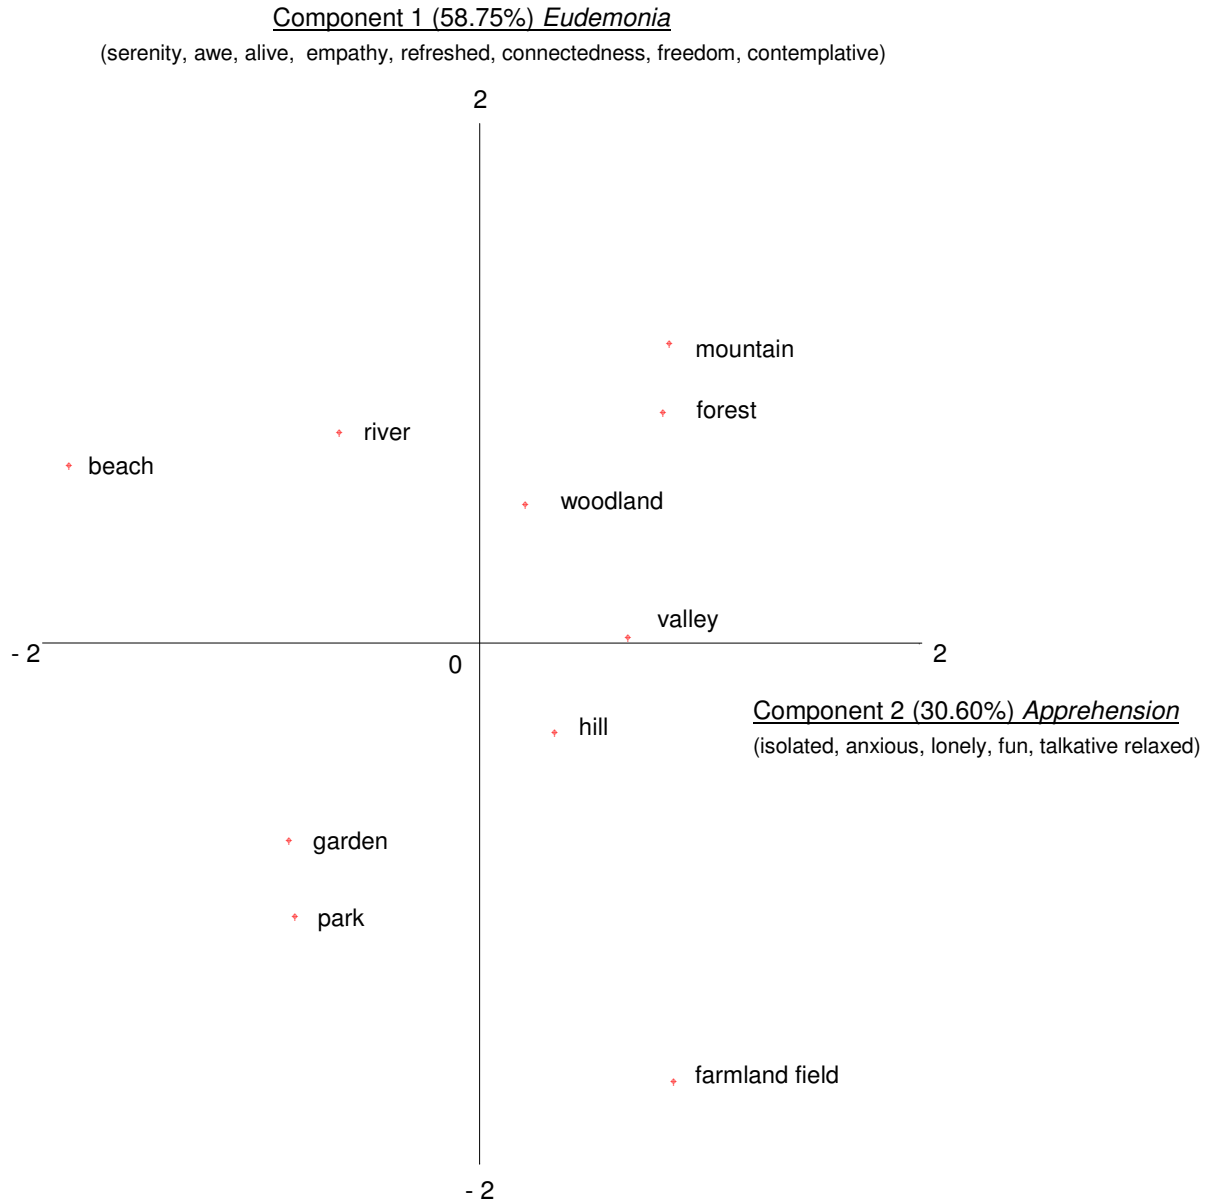 Component 1 (58.75%) Eudemonia
(serenity, awe, alive, empathy, refreshed, connectedness, freedom, contemplative)
2
mountain
forest
river
beach
woodland
valley
- 2
0
2
Component 2 (30.60%) Apprehension
(isolated, anxious, lonely, fun, talkative relaxed)
hill
garden
park
farmland field
- 2